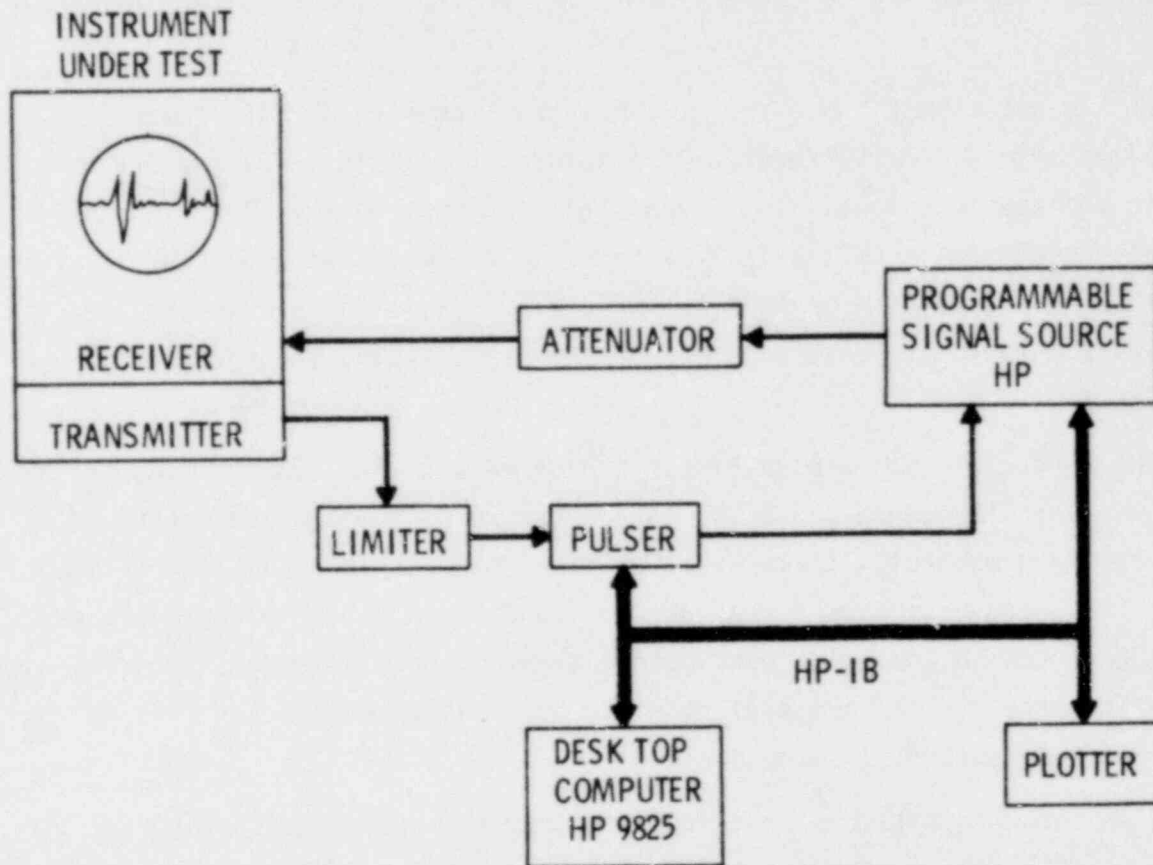 INSTRUMENT
UNDER TEST
RECEIVER
TRANSMITTER
ATTENUATOR
PROGRAMMABLE
SIGNAL SOURCE
HP
LIMITER
PULSER
HP-IB
DESK TOP
COMPUTER
HP 9825
PLOTTER